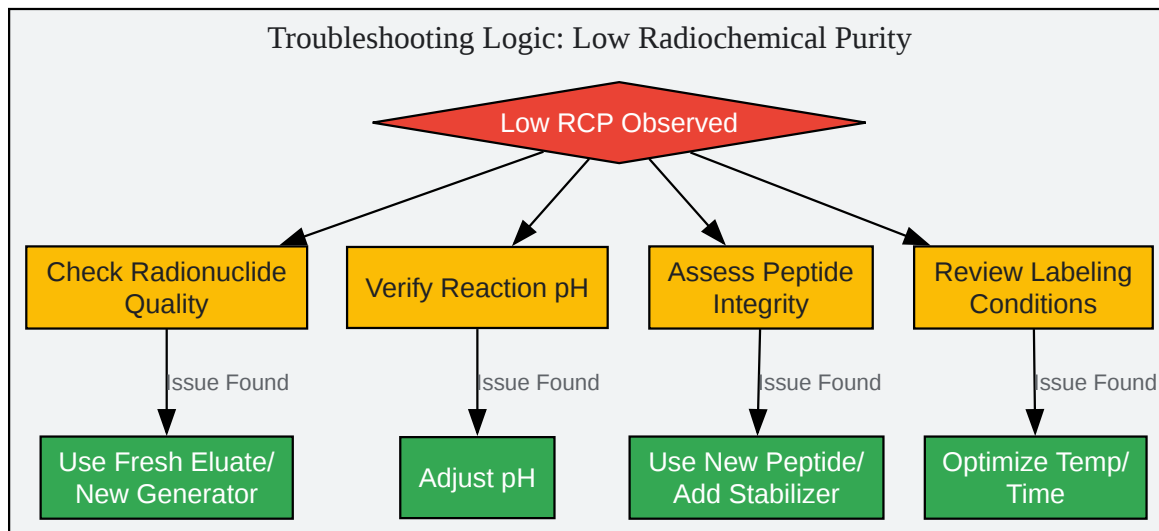 Troubleshooting Logic: Low Radiochemical Purity
Low RCP Observed
Check Radionuclide
Quality
Verify Reaction pH
Assess Peptide
Integrity
Review Labeling
Conditions
Issue Found
Issue Found
Issue Found
Issue Found
Use Fresh Eluate/
New Generator
Adjust pH
Use New Peptide/
Add Stabilizer
Optimize Temp/
Time